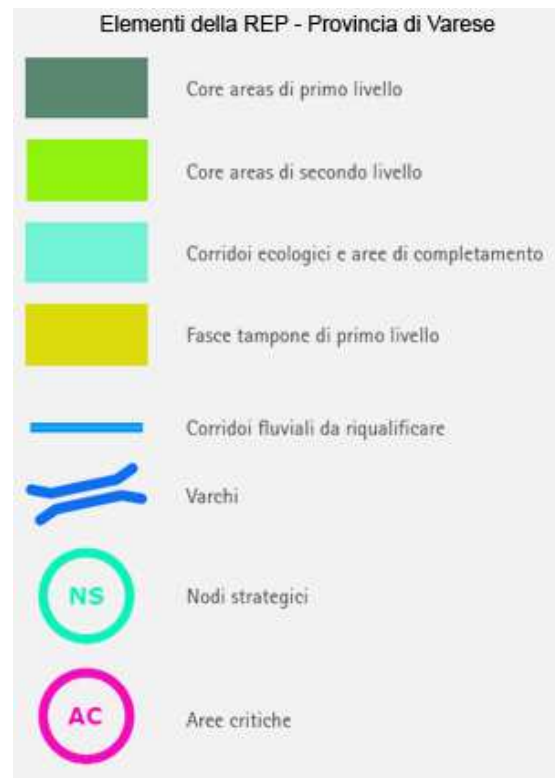 Elementi della REP - Provincia di Varese
Core areas di primo livello
Core areas di secondo livello
Corridoi ecologici e aree di completamento
Fasce tampone di primo livello
Corridoi fluviali da riqualificare
Varchi
NS Nodi strategici
AC Aree critiche